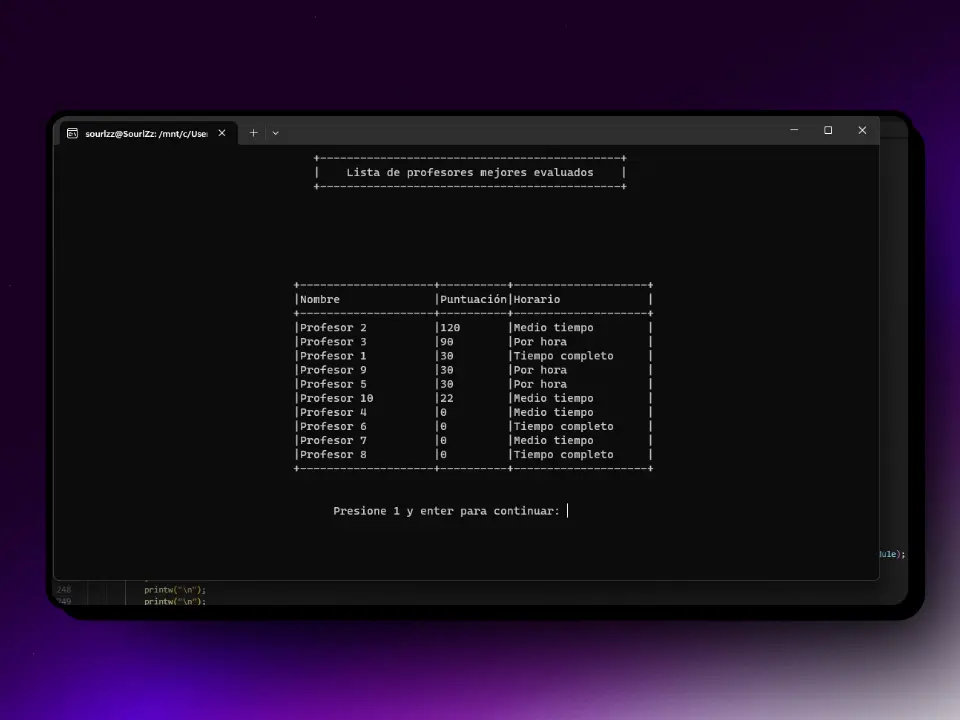 sourlzz@SourlZz: /mnt/c/Use
Lista de profesores mejores evaluados
Nombre Puntuación Horario
Profesor 2 120 Medio tiempo
Profesor 3 90 Por hora
Profesor 1 30 Tiempo completo
Profesor 9 30 Por hora
Profesor 5 30 Por hora
Profesor 10 22 Medio tiempo
Profesor 4 0 Medio tiempo
Profesor 6 0 Tiempo completo
Profesor 7 0 Medio tiempo
Profesor 8 0 Tiempo completo
Presione 1 y enter para continuar:
dule);
248 printw("\n");
249 printw("\n");